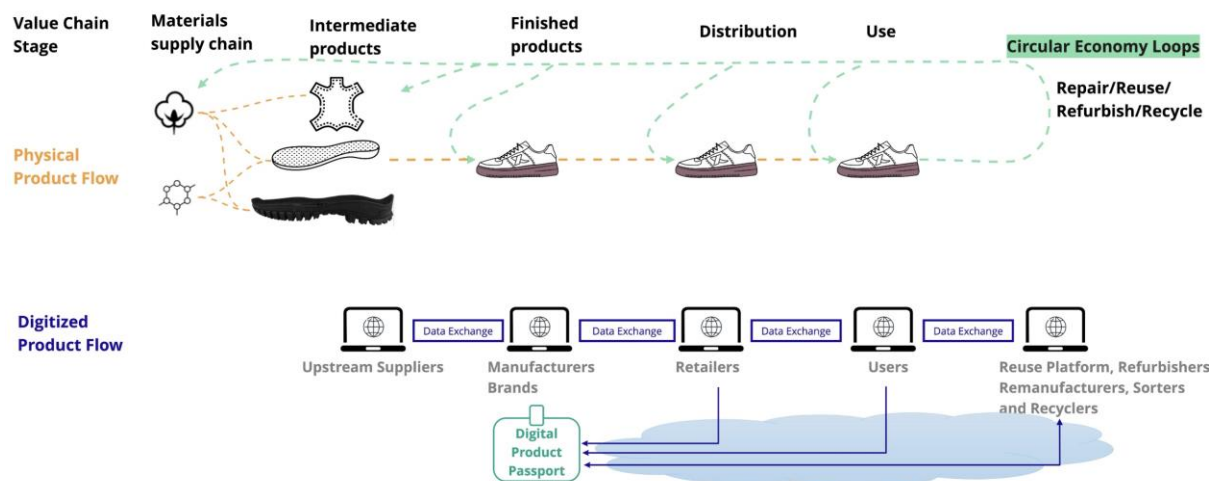 Value Chain
Stage
Materials
supply chain
Intermediate
products
Finished
products
Distribution
Use
Circular Economy Loops
Repair/Reuse/
Refurbish/Recycle
Physical
Product Flow
Digitized
Product Flow
Data Exchange
Data Exchange
Data Exchange
Data Exchange
Upstream Suppliers
Manufacturers
Brands
Retailers
Users
Reuse Platform, Refurbishers
Remanufacturers, Sorters
and Recyclers
Digital
Product
Passport